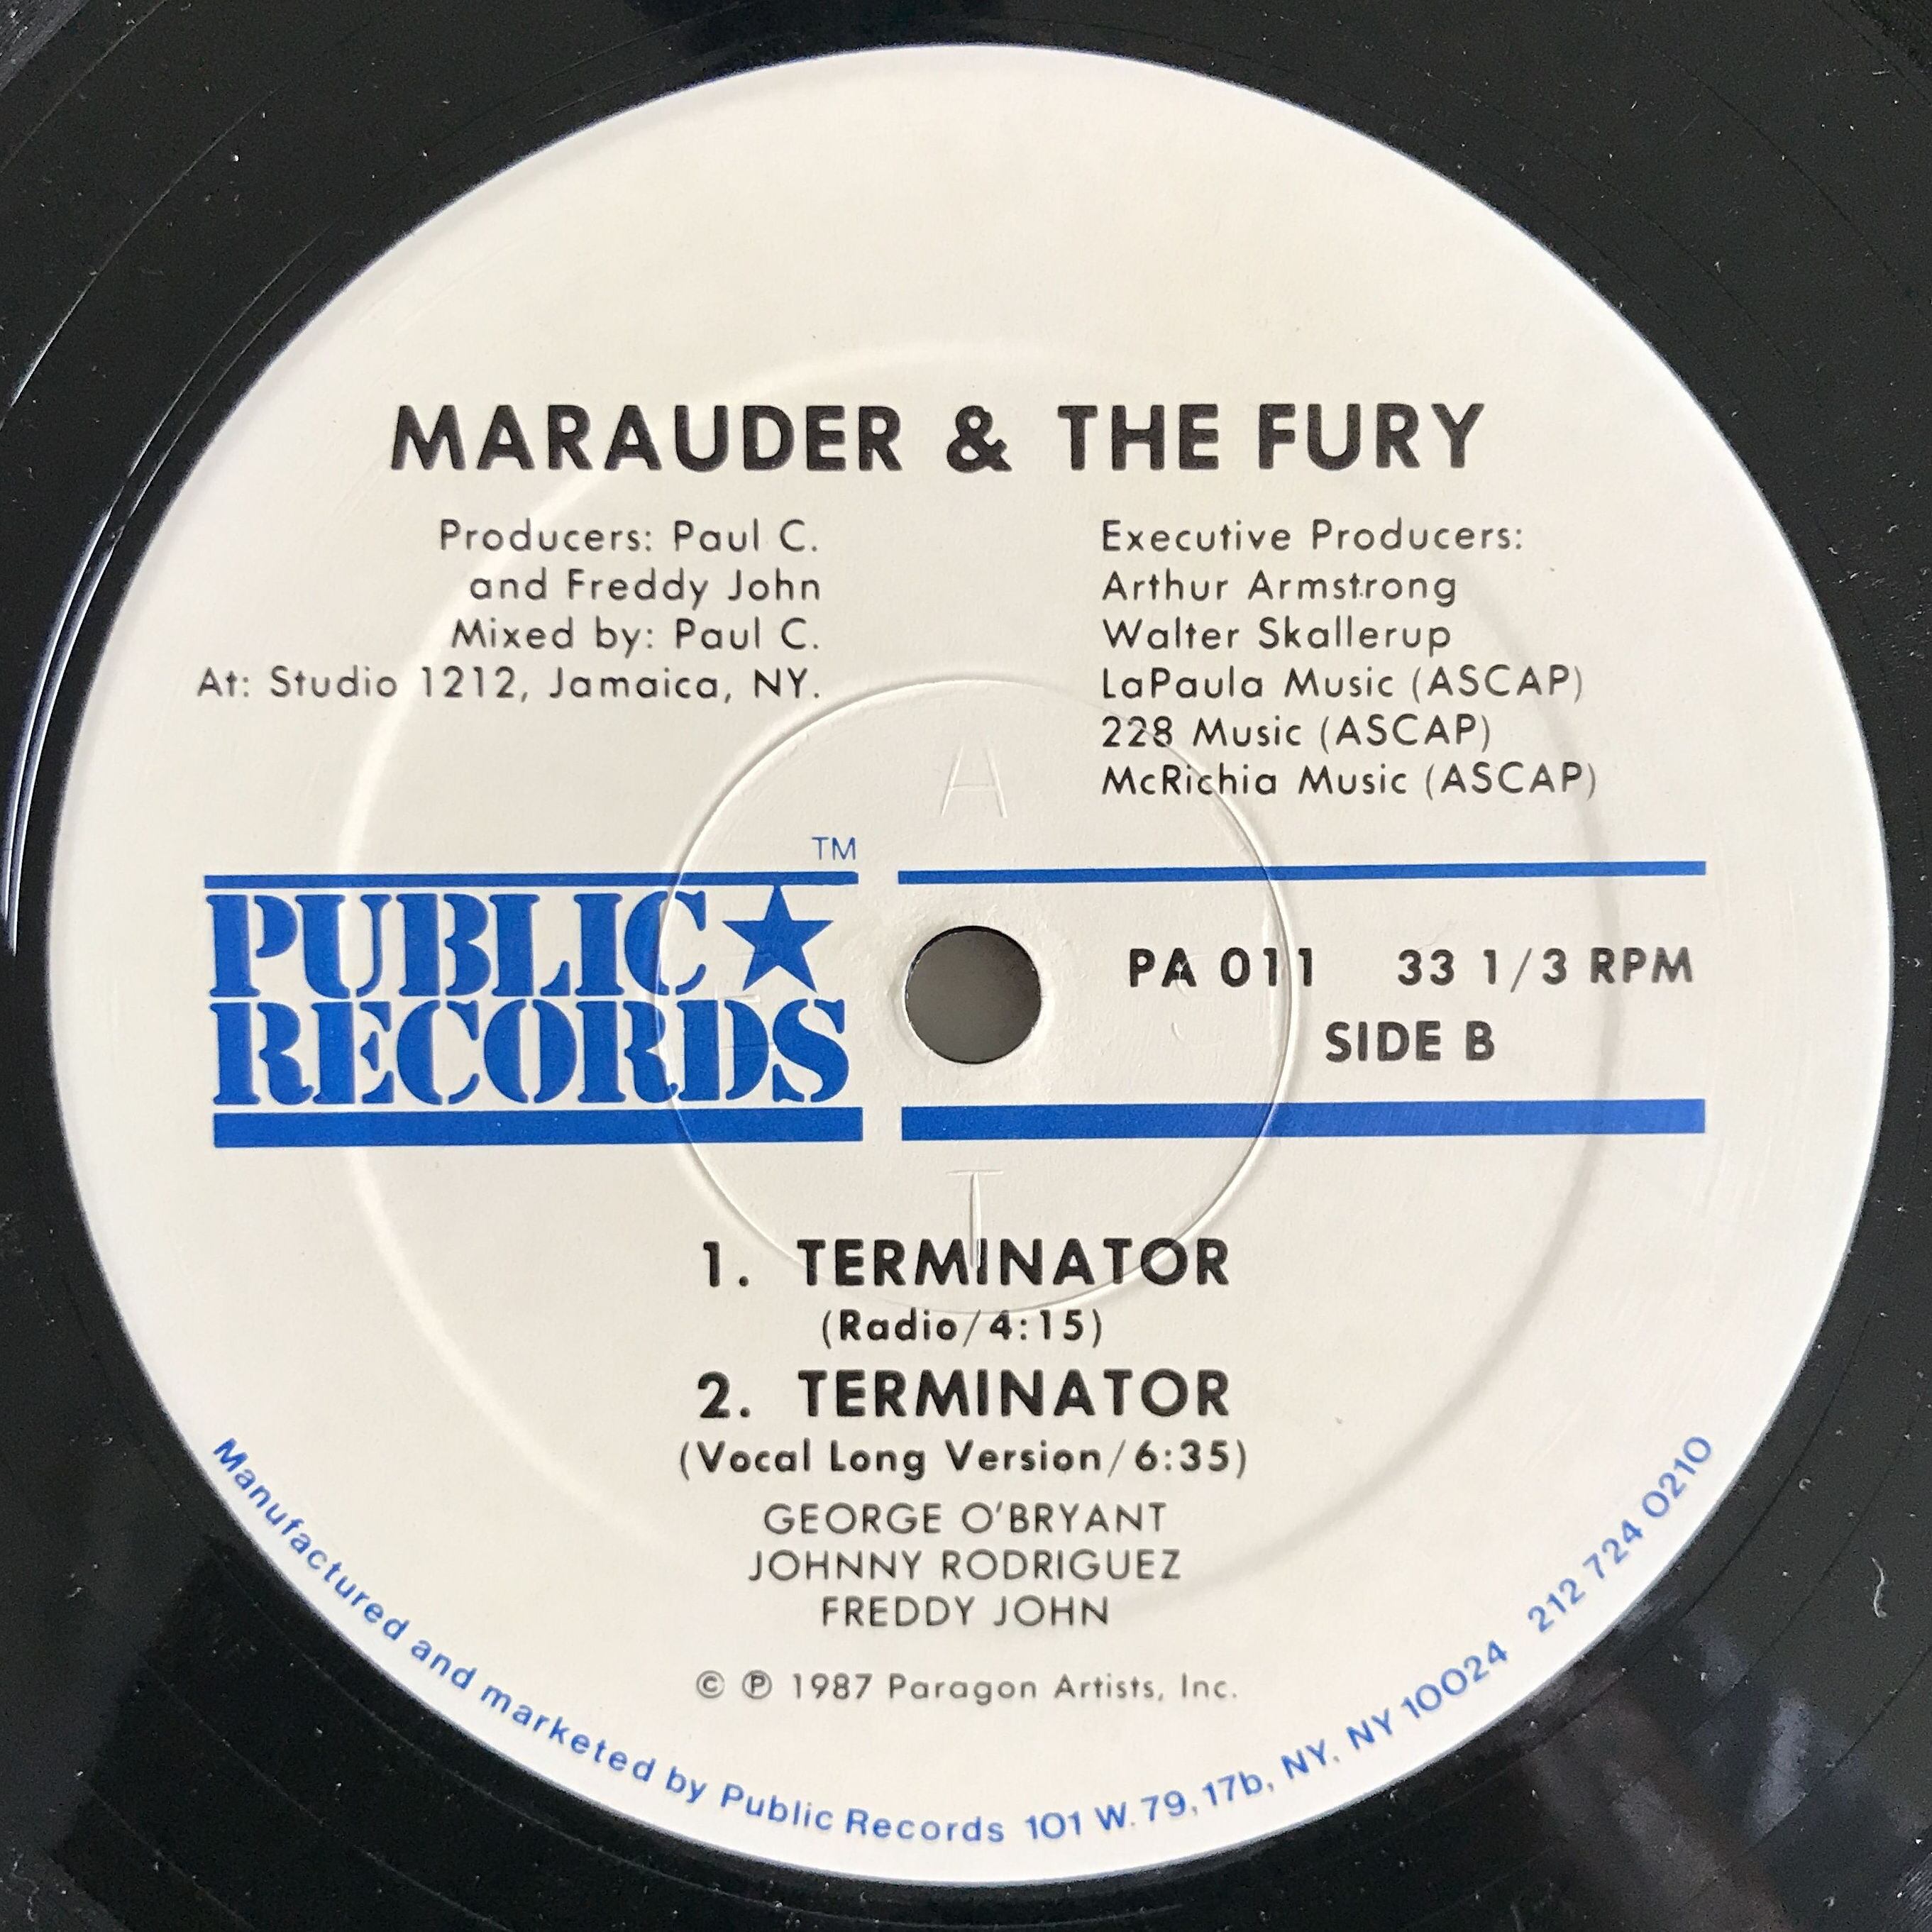 MARAUDER & THE FURY
Producers: Paul C.
and Freddy John
Mixed by: Paul C.
At: Studio 1212, Jamaica, NY.
Executive Producers:
Arthur Armstrong
Walter Skallerup
LaPaula Music (ASCAP)
228 Music (ASCAP)
McRichia Music (ASCAP)
A
TM
PUBLIC★
RECORDS
PA 011 33 1/3 RPM
SIDE B
T
1. TERMINATOR
(Radio/4:15)
2. TERMINATOR
(Vocal Long Version/6:35)
GEORGE O'BRYANT
JOHNNY RODRIGUEZ
FREDDY JOHN
© ℗ 1987 Paragon Artists, Inc.
Manufactured and marketed by Public Records 101 W. 79, 17b, NY, NY 10024 212 724 0210